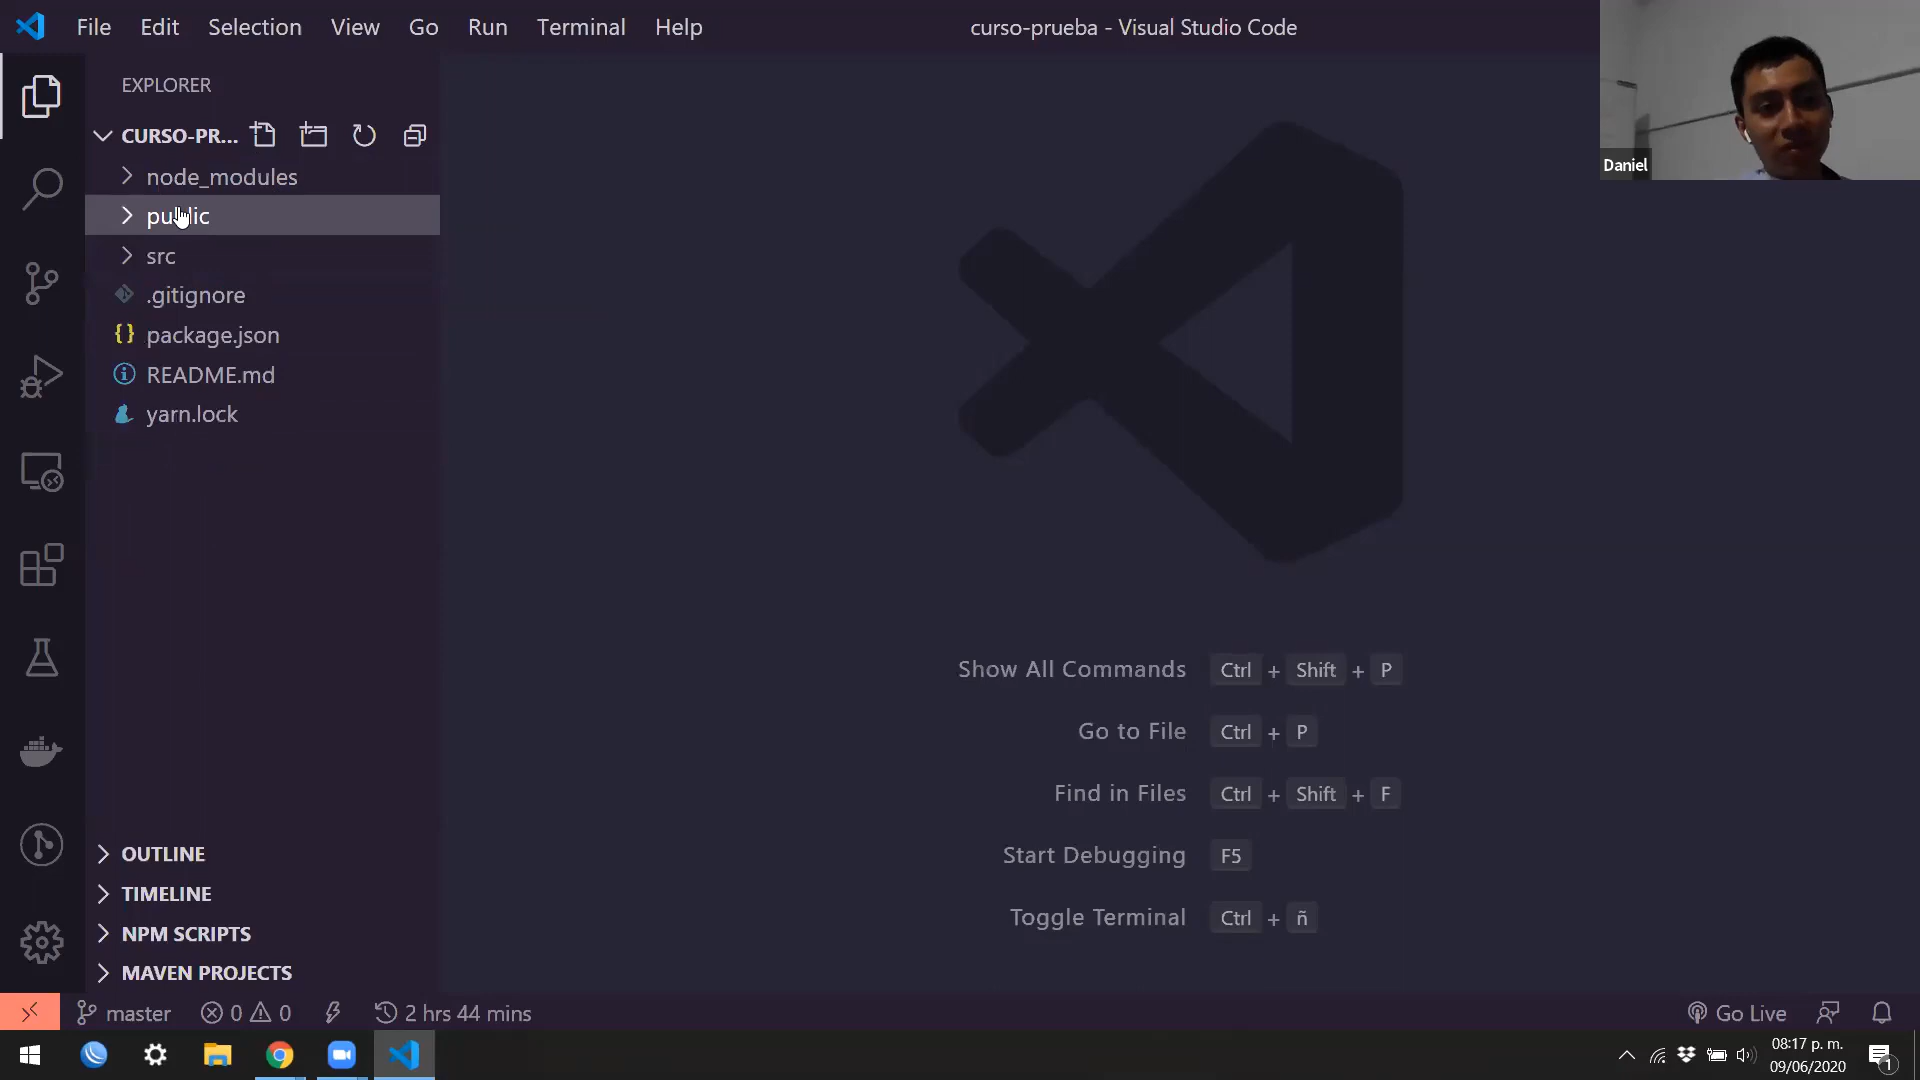 File Edit Selection View Go Run Terminal Help
curso-prueba - Visual Studio Code
Daniel
EXPLORER
CURSO-PR...
node_modules
public
src
.gitignore
package.json
README.md
yarn.lock
Show All Commands Ctrl + Shift + P
Go to File Ctrl + P
Find in Files Ctrl + Shift + F
Start Debugging F5
Toggle Terminal Ctrl + ñ
OUTLINE
TIMELINE
NPM SCRIPTS
MAVEN PROJECTS
master 0 0 2 hrs 44 mins Go Live
08:17 p. m.
09/06/2020
1